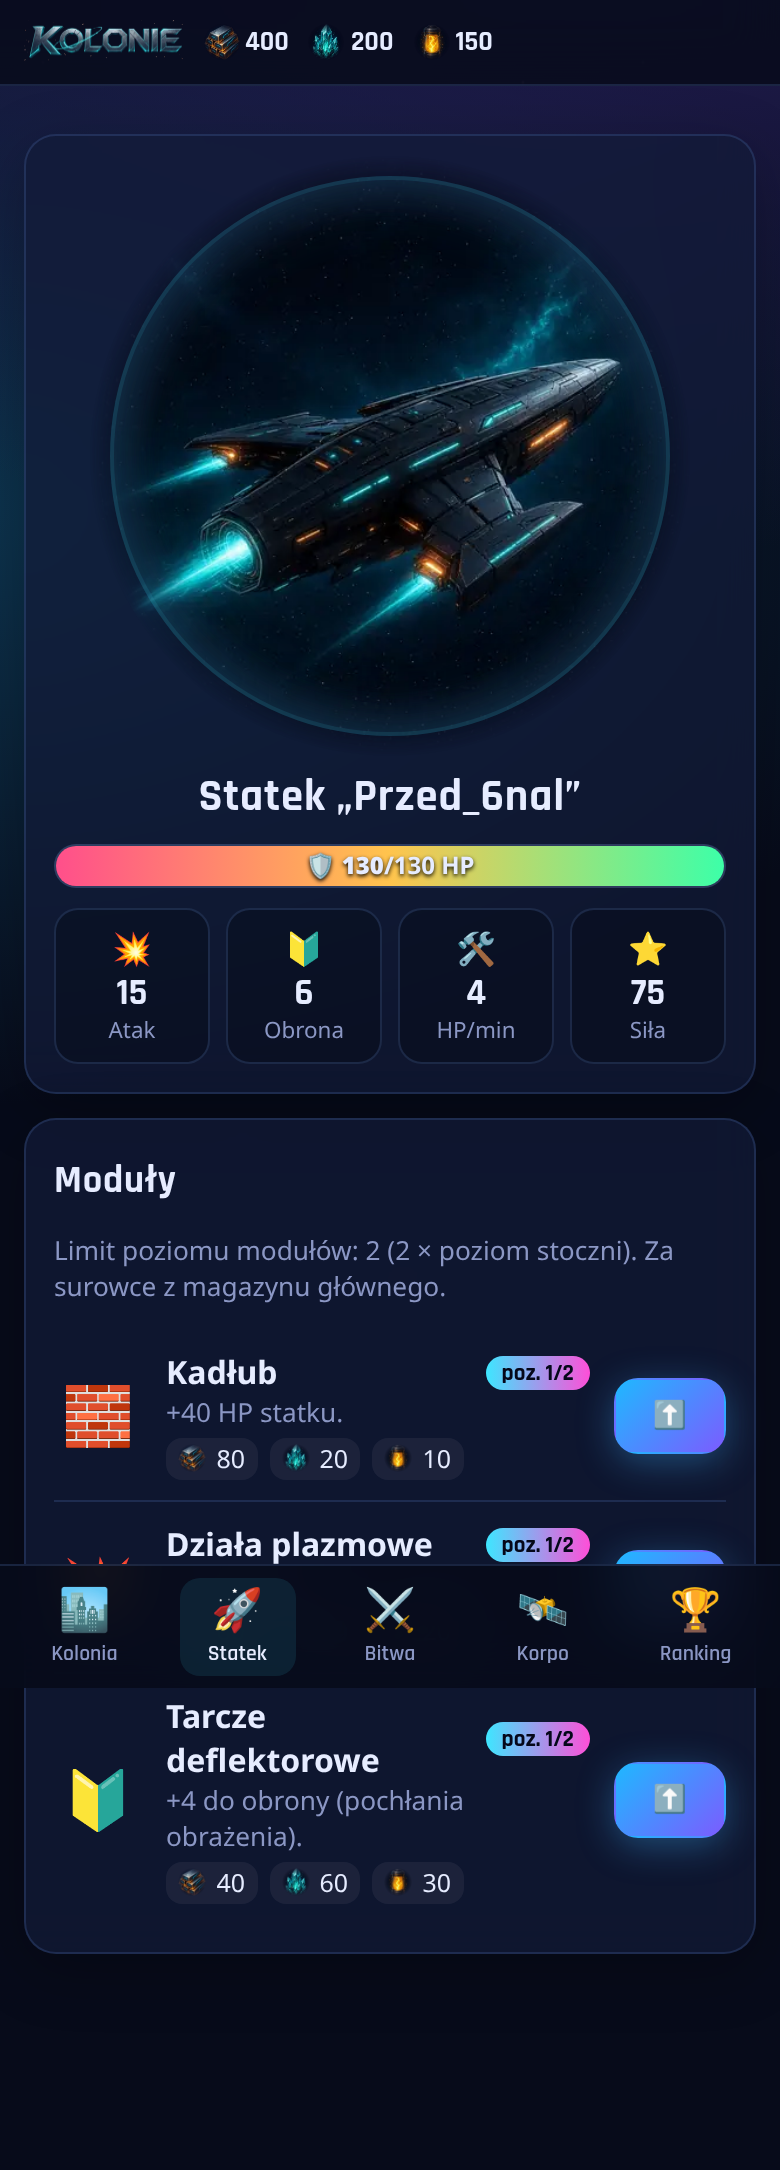 KOLONIE 400 200 150
Statek „Przed_6nal”
130/130 HP
15 6 4 75
Atak Obrona HP/min Siła
Moduły
Limit poziomu modułów: 2 (2 × poziom stoczni). Za
surowce z magazynu głównego.
Kadłub poz. 1/2
+40 HP statku.
80 20 10
Działa plazmowe poz. 1/2
Kolonia Statek Bitwa Korpo Ranking
Tarcze
deflektorowe poz. 1/2
+4 do obrony (pochłania
obrażenia).
40 60 30